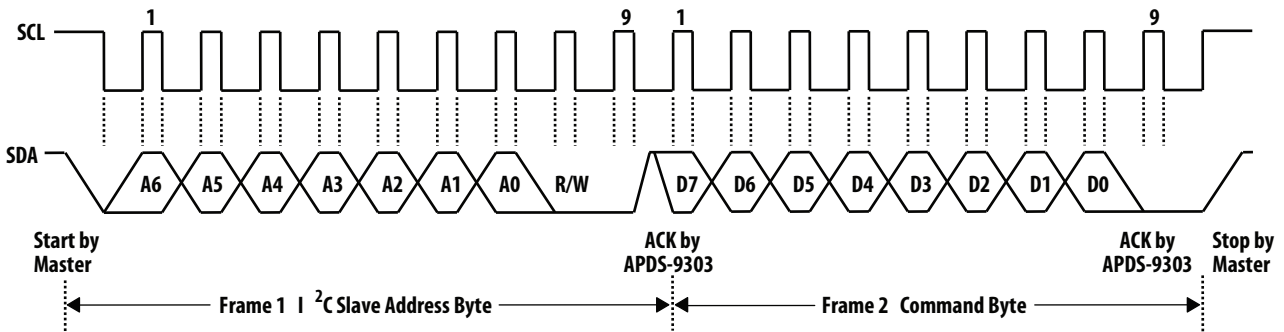 1 9 1 9
SCL
SDA
A6 A5 A4 A3 A2 A1 A0 R/W D7 D6 D5 D4 D3 D2 D1 D0
Start by
Master
ACK by
APDS-9303
ACK by
APDS-9303
Stop by
Master
Frame 1 I ²C Slave Address Byte
Frame 2 Command Byte